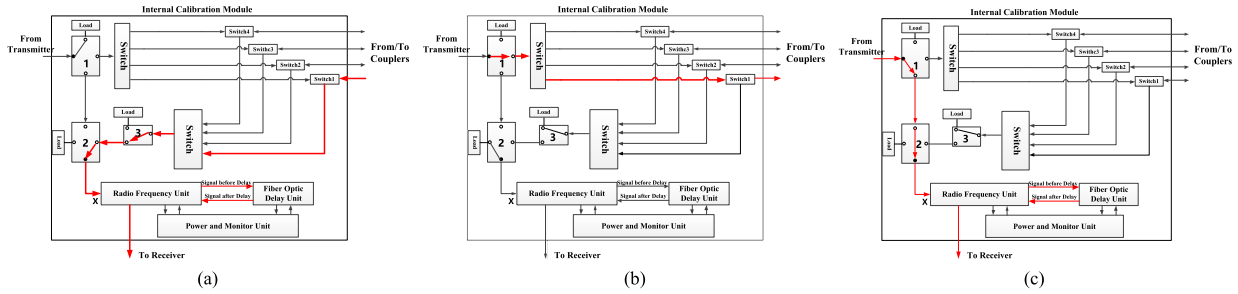 Internal Calibration Module
From
Transmitter
Load
1
Switch
Switch4
Swithc3
Switch2
Switch1
From/To
Couplers
Load
2
Load
3
Switch
X
Radio Frequency Unit
Signal before Delay
Signal after Delay
Fiber Optic
Delay Unit
Power and Monitor Unit
To Receiver
(a)
Internal Calibration Module
From
Transmitter
Load
1
Switch
Switch4
Swithc3
Switch2
Switch1
From/To
Couplers
Load
2
Load
3
Switch
X
Radio Frequency Unit
Signal before Delay
Signal after Delay
Fiber Optic
Delay Unit
Power and Monitor Unit
To Receiver
(b)
Internal Calibration Module
From
Transmitter
Load
1
Switch
Switch4
Swithc3
Switch2
Switch1
From/To
Couplers
Load
2
Load
3
Switch
X
Radio Frequency Unit
Signal before Delay
Signal after Delay
Fiber Optic
Delay Unit
Power and Monitor Unit
To Receiver
(c)